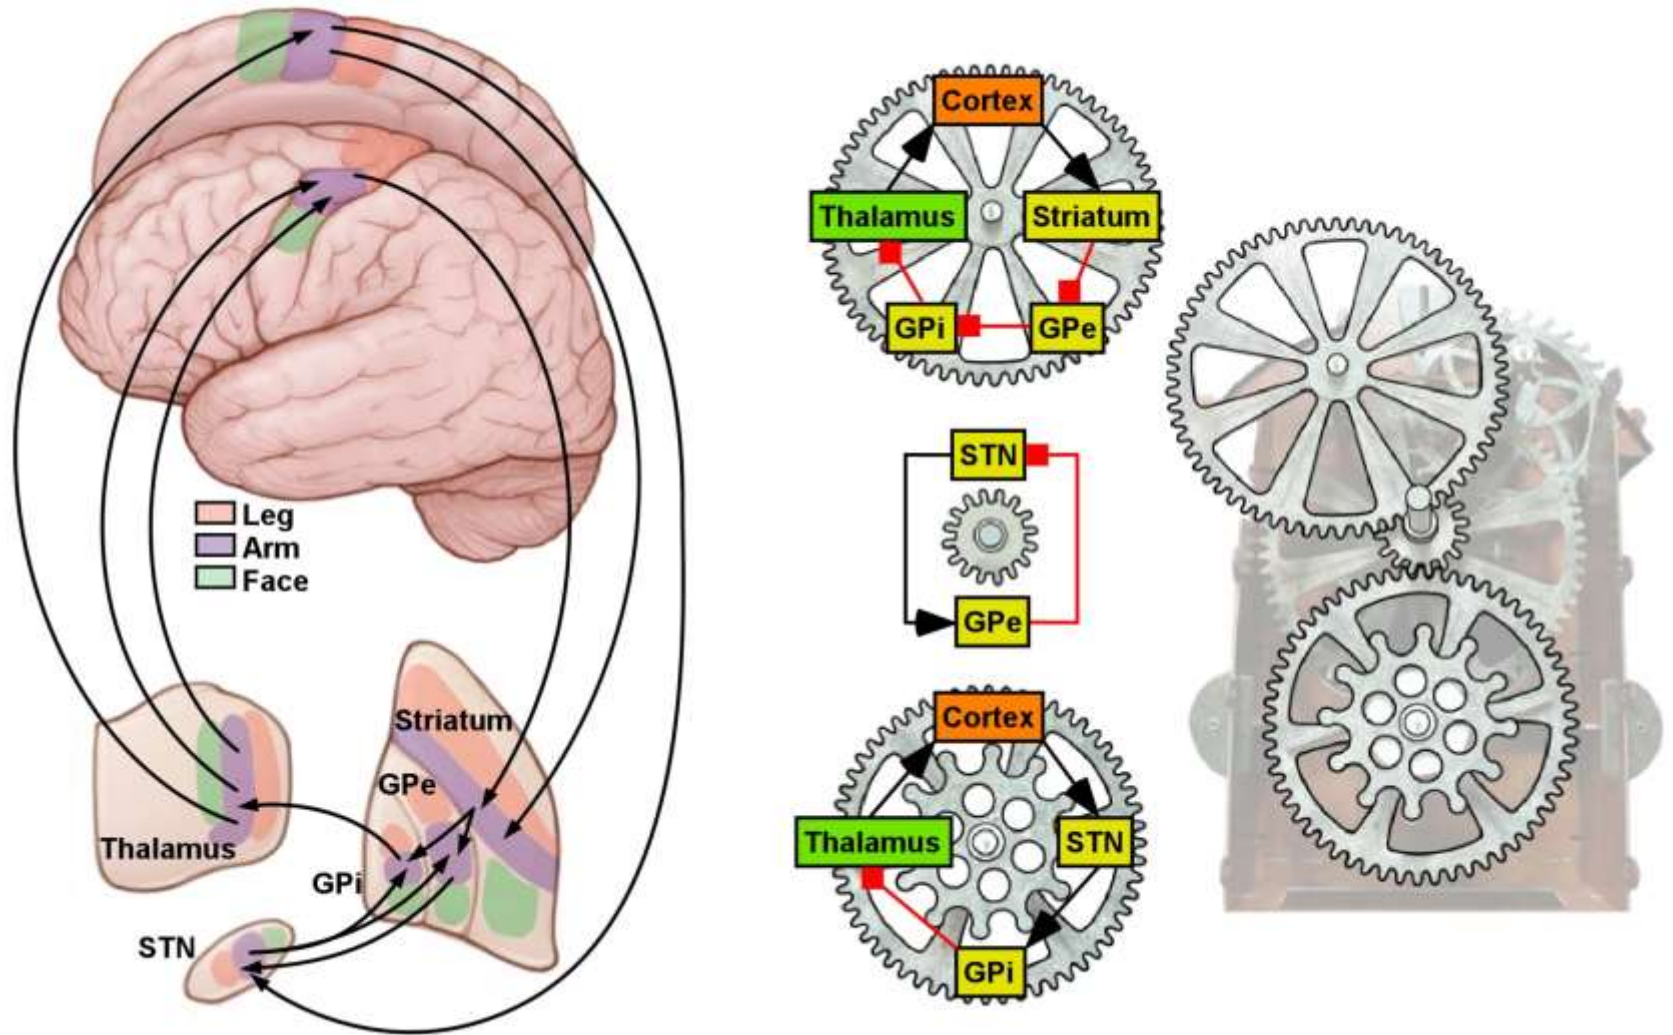 Leg
Arm
Face
Striatum
GPe
Thalamus
GPi
STN
Cortex
Thalamus
Striatum
GPi
GPe
STN
GPe
Cortex
Thalamus
STN
GPi